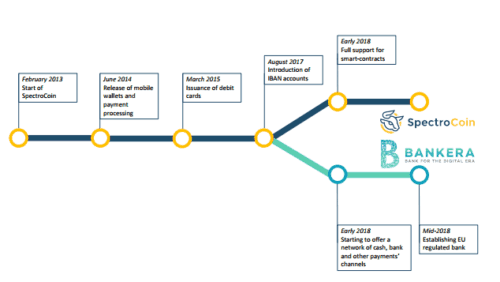 Early 2018
Full support for
smart-contracts
August 2017
Introduction of
IBAN accounts
February 2013
Start of
SpectroCoin
June 2014
Release of mobile
wallets and
payment
processing
March 2015
Issuance of debit
cards
SpectroCoin
BANKERA
BANK FOR THE DIGITAL ERA
Early 2018
Starting to offer a
network of cash, bank
and other payments'
channels
Mid-2018
Establishing EU
regulated bank